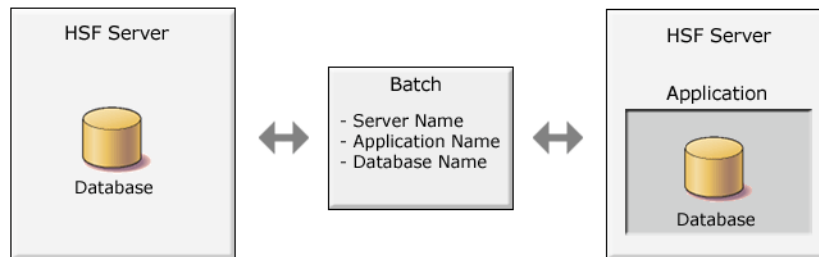 HSF Server
Database
Batch
- Server Name
- Application Name
- Database Name
HSF Server
Application
Database